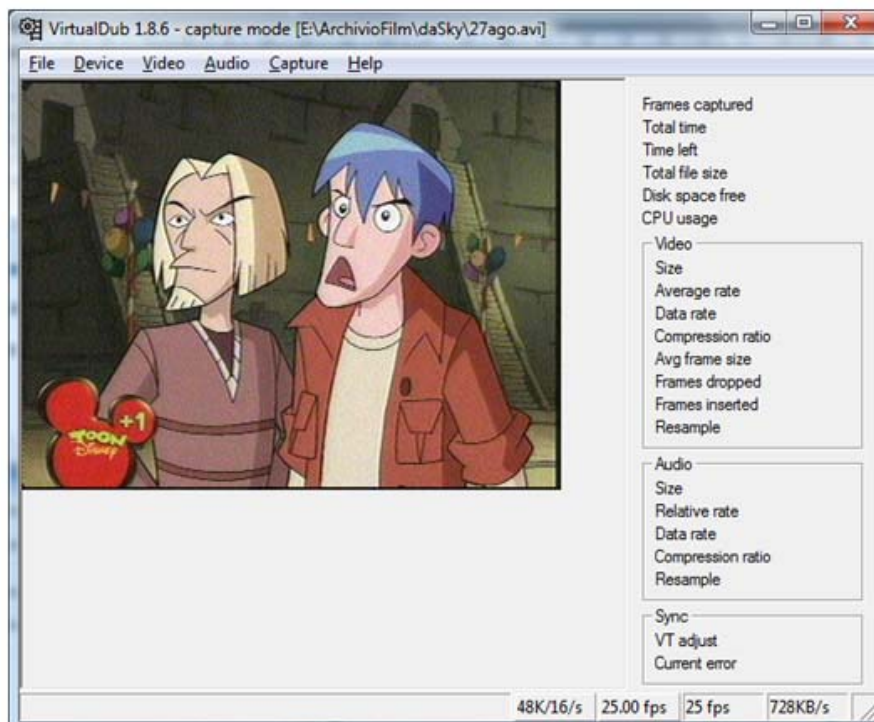 VirtualDub 1.8.6 - capture mode [E:\ArchivioFilm\daSky\27ago.avi]
File Device Video Audio Capture Help
+1
TOON
Disney
Frames captured
Total time
Time left
Total file size
Disk space free
CPU usage
Video
Size
Average rate
Data rate
Compression ratio
Avg frame size
Frames dropped
Frames inserted
Resample
Audio
Size
Relative rate
Data rate
Compression ratio
Resample
Sync
VT adjust
Current error
48K/16/s 25.00 fps 25 fps 728KB/s